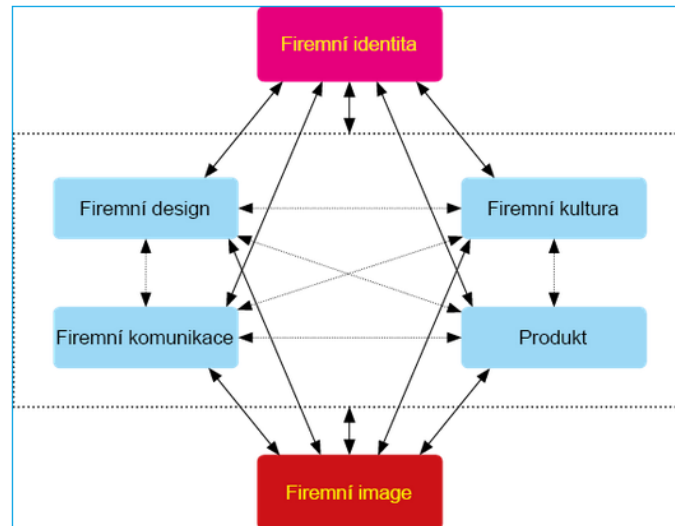 Firemní identita
Firemní design
Firemní kultura
Firemní komunikace
Produkt
Firemní image